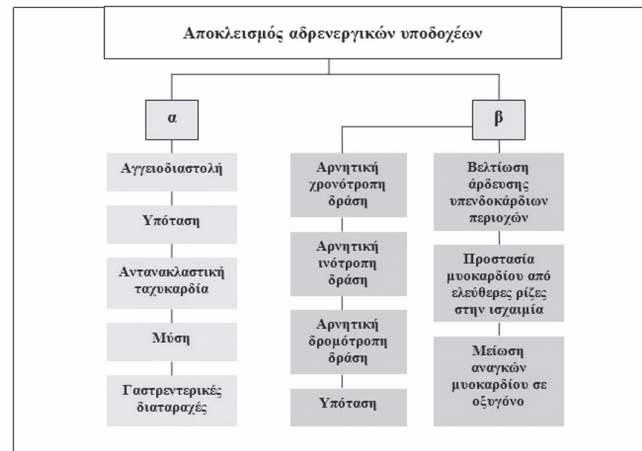 Αποκλεισμός αδρενεργικών υποδοχέων
α
β
Αγγειοδιαστολή
Υπόταση
Αντανακλαστική
ταχυκαρδία
Μύση
Γαστρεντερικές
διαταραχές
Αρνητική
χρονότροπη
δράση
Αρνητική
ινότροπη
δράση
Αρνητική
δρομότροπη
δράση
Υπόταση
Βελτίωση
άρδευσης
υπενδοκάρδιων
περιοχών
Προστασία
μυοκαρδίου από
ελεύθερες ρίζες
στην ισχαιμία
Μείωση
αναγκών
μυοκαρδίου σε
οξυγόνο